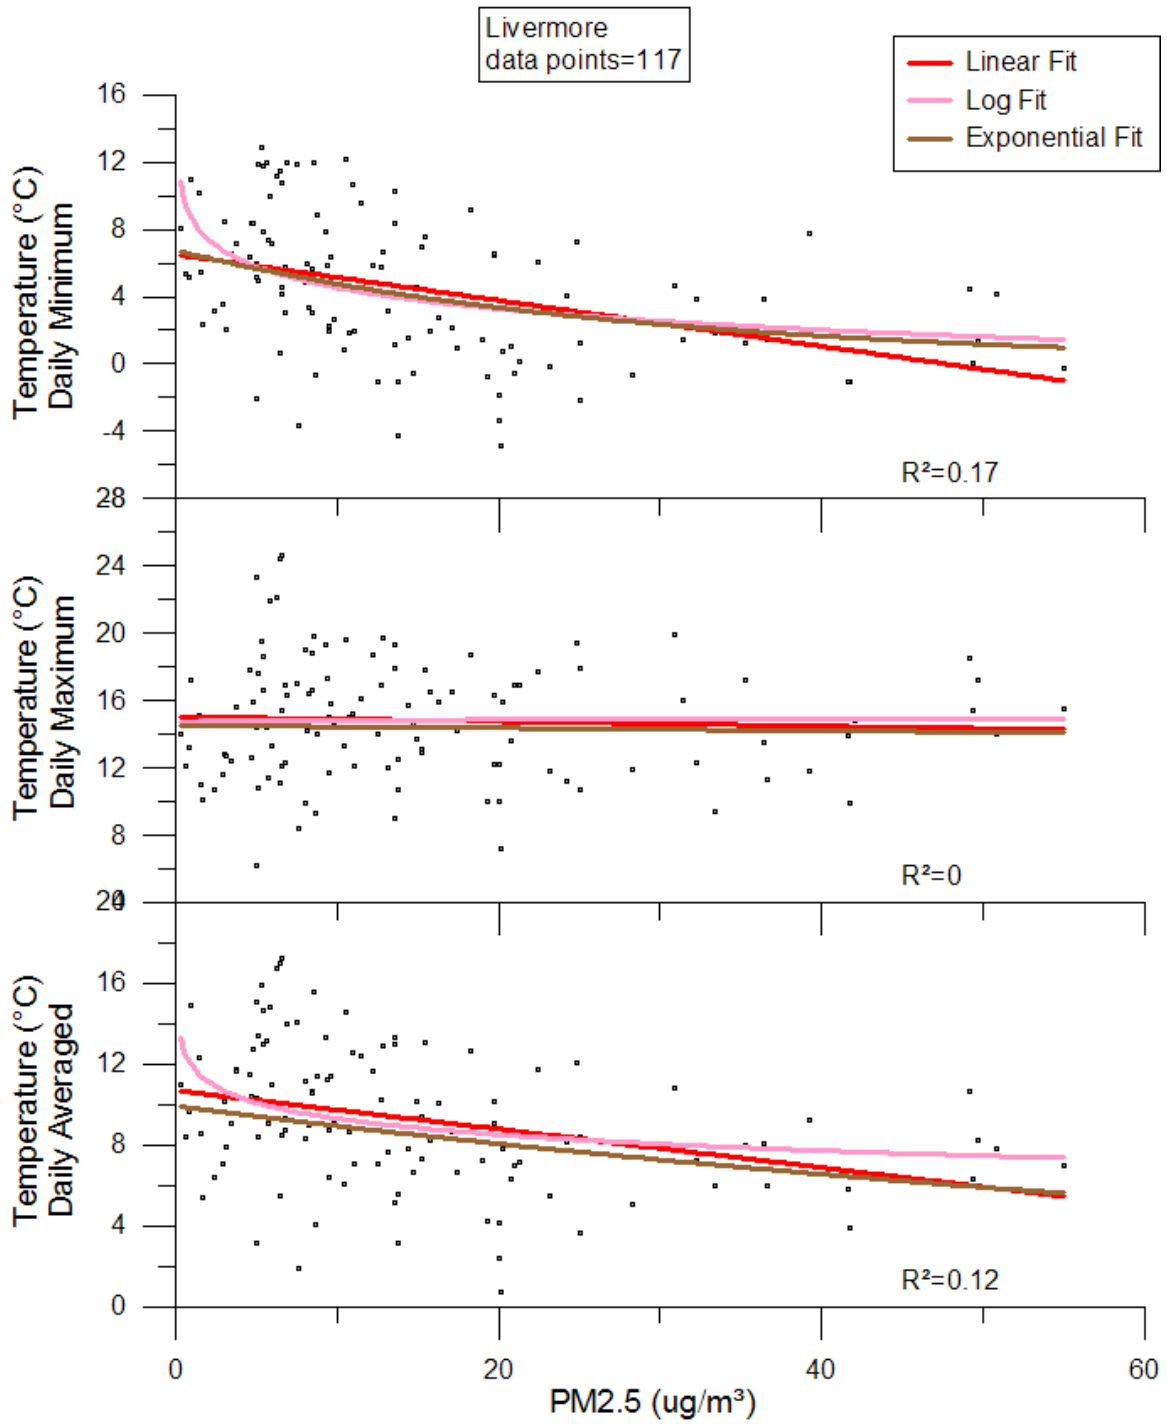 Livermore
data points=117
Linear Fit
Log Fit
Exponential Fit
Temperature (°C)
Daily Minimum
16
12
8
4
0
-4
R²=0.17
Temperature (°C)
Daily Maximum
28
24
20
16
12
8
4
R²=0
Temperature (°C)
Daily Averaged
20
16
12
8
4
0
R²=0.12
0 20 40 60
PM2.5 (ug/m³)